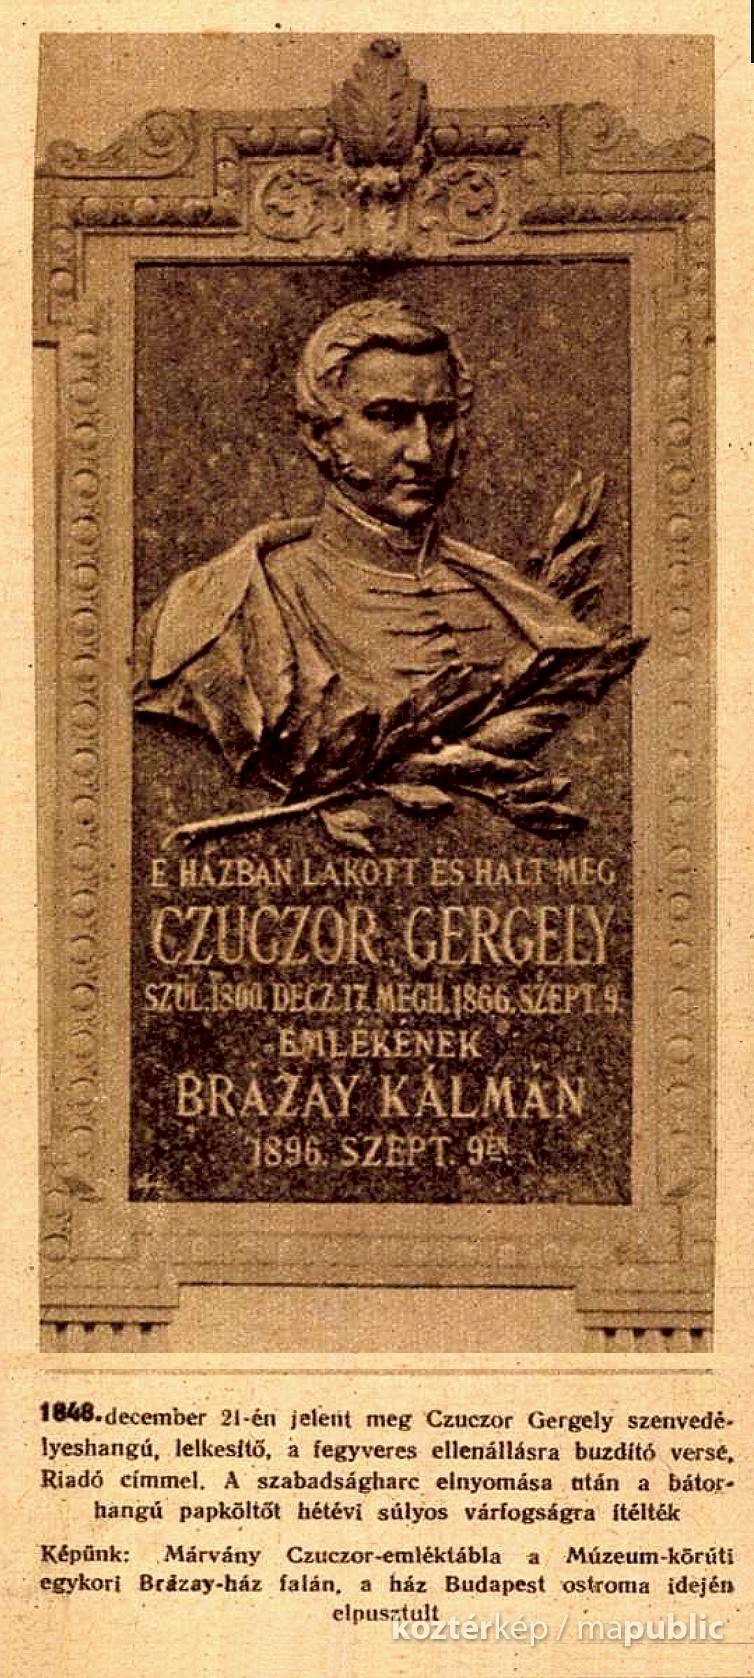 E HÁZBAN LAKOTT ÉS HALT MEG
CZUCZOR GERGELY
SZÜL. 1800. DECZ. 17. MEGH. 1866. SZEPT. 9.
EMLÉKÉNEK
BRÁZAY KÁLMÁN
1896. SZEPT. 9ÉN.
1848. december 21-én jelent meg Czuczor Gergely szenvedé-
lyeshangú, lelkesítő, a fegyveres ellenállásra buzdító verse,
Riadó címmel. A szabadságharc elnyomása után a bátor-
hangú papköltőt hétévi súlyos várfogságra ítélték
Képünk: Márvány Czuczor-emléktábla a Múzeum-körúti
egykori Brázay-ház falán, a ház Budapest ostroma idején
elpusztult
köztérkép / mapublic